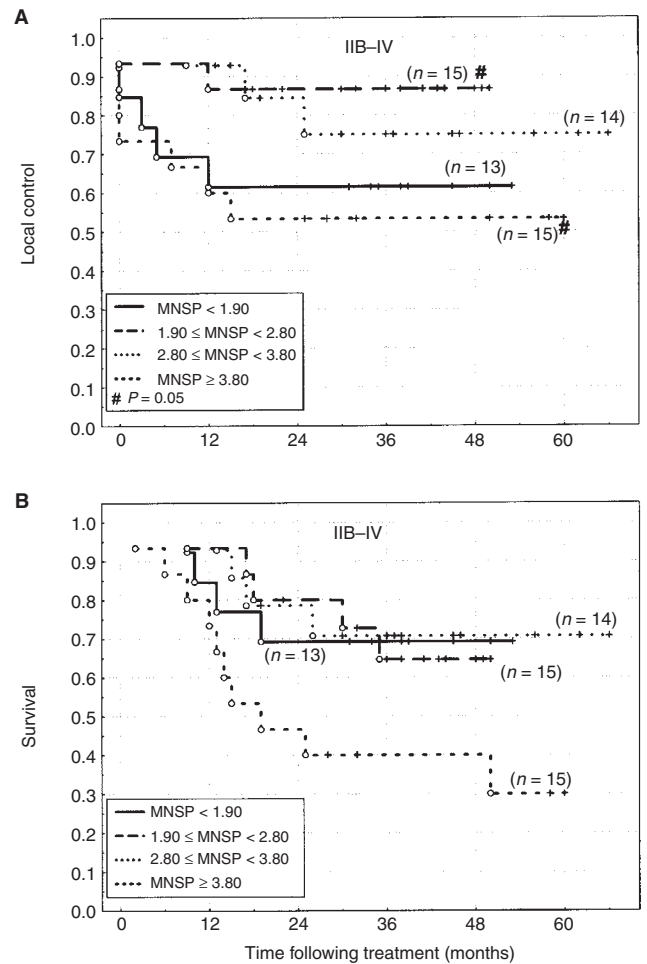 A
IIB–IV
1.0
0.9
0.8
0.7
0.6
0.5
0.4
0.3
0.2
0.1
0.0
Local control
(n = 15) #
(n = 14)
(n = 13)
(n = 15) #
MNSP < 1.90
1.90 ≤ MNSP < 2.80
2.80 ≤ MNSP < 3.80
MNSP ≥ 3.80
# P = 0.05
0 12 24 36 48 60
B
IIB–IV
1.0
0.9
0.8
0.7
0.6
0.5
0.4
0.3
0.2
0.1
0.0
Survival
(n = 14)
(n = 13)
(n = 15)
(n = 15)
MNSP < 1.90
1.90 ≤ MNSP < 2.80
2.80 ≤ MNSP < 3.80
MNSP ≥ 3.80
0 12 24 36 48 60
Time following treatment (months)